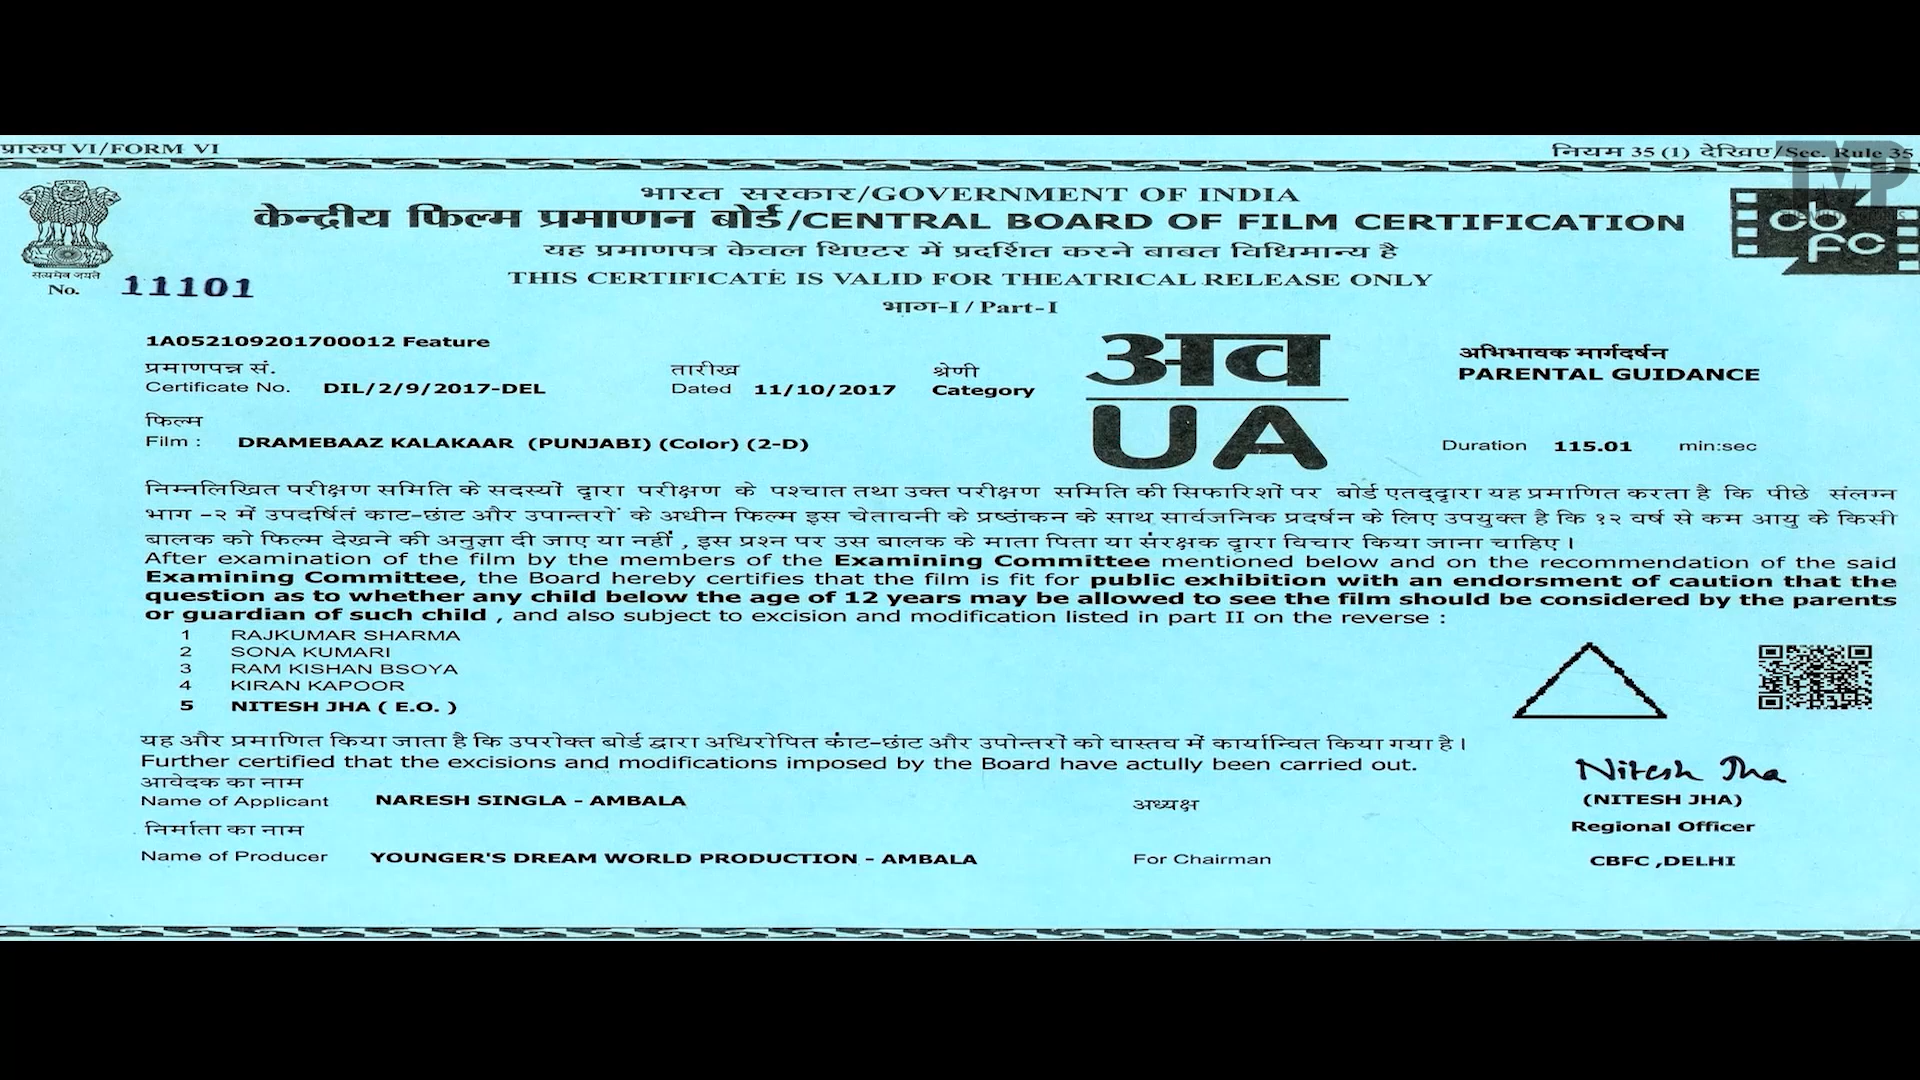 प्रारूप VI/FORM VI
नियम 35 (1) देखिए/See. Rule 35
भारत सरकार/GOVERNMENT OF INDIA
केन्द्रीय फिल्म प्रमाणन बोर्ड/CENTRAL BOARD OF FILM CERTIFICATION
cbfc
यह प्रमाणपत्र केवल थिएटर में प्रदर्शित करने बाबत विधिमान्य है
सत्यमेव जयते
THIS CERTIFICATE IS VALID FOR THEATRICAL RELEASE ONLY
No. 11101
भाग-I / Part-I
1A052109201700012 Feature
अव
UA
अभिभावक मार्गदर्शन
PARENTAL GUIDANCE
प्रमाणपत्र सं. तारीख श्रेणी
Certificate No. DIL/2/9/2017-DEL Dated 11/10/2017 Category
फिल्म
Film : DRAMEBAAZ KALAKAAR (PUNJABI) (Color) (2-D) Duration 115.01 min:sec
निम्नलिखित परीक्षण समिति के सदस्यों द्वारा परीक्षण के पश्चात तथा उक्त परीक्षण समिति की सिफारिशों पर बोर्ड एतद्द्वारा यह प्रमाणित करता है कि पीछे संलग्न
भाग -२ में उपदर्षितं काट-छांट और उपान्तरों के अधीन फिल्म इस चेतावनी के प्रष्ठांकन के साथ सार्वजनिक प्रदर्षन के लिए उपयुक्त है कि १२ वर्ष से कम आयु के किसी
बालक को फिल्म देखने की अनुज्ञा दी जाए या नहीं , इस प्रश्न पर उस बालक के माता पिता या संरक्षक द्वारा विचार किया जाना चाहिए ।
After examination of the film by the members of the Examining Committee mentioned below and on the recommendation of the said
Examining Committee, the Board hereby certifies that the film is fit for public exhibition with an endorsment of caution that the
question as to whether any child below the age of 12 years may be allowed to see the film should be considered by the parents
or guardian of such child , and also subject to excision and modification listed in part II on the reverse :
1 RAJKUMAR SHARMA
2 SONA KUMARI
3 RAM KISHAN BSOYA
4 KIRAN KAPOOR
5 NITESH JHA ( E.O. )
यह और प्रमाणित किया जाता है कि उपरोक्त बोर्ड द्वारा अधिरोपित कांट-छांट और उपोन्तरों को वास्तव में कार्यान्वित किया गया है ।
Further certified that the excisions and modifications imposed by the Board have actully been carried out.
Nitesh Jha
आवेदक का नाम
Name of Applicant NARESH SINGLA - AMBALA
अध्यक्ष
(NITESH JHA)
निर्माता का नाम
Regional Officer
Name of Producer YOUNGER'S DREAM WORLD PRODUCTION - AMBALA
For Chairman
CBFC ,DELHI